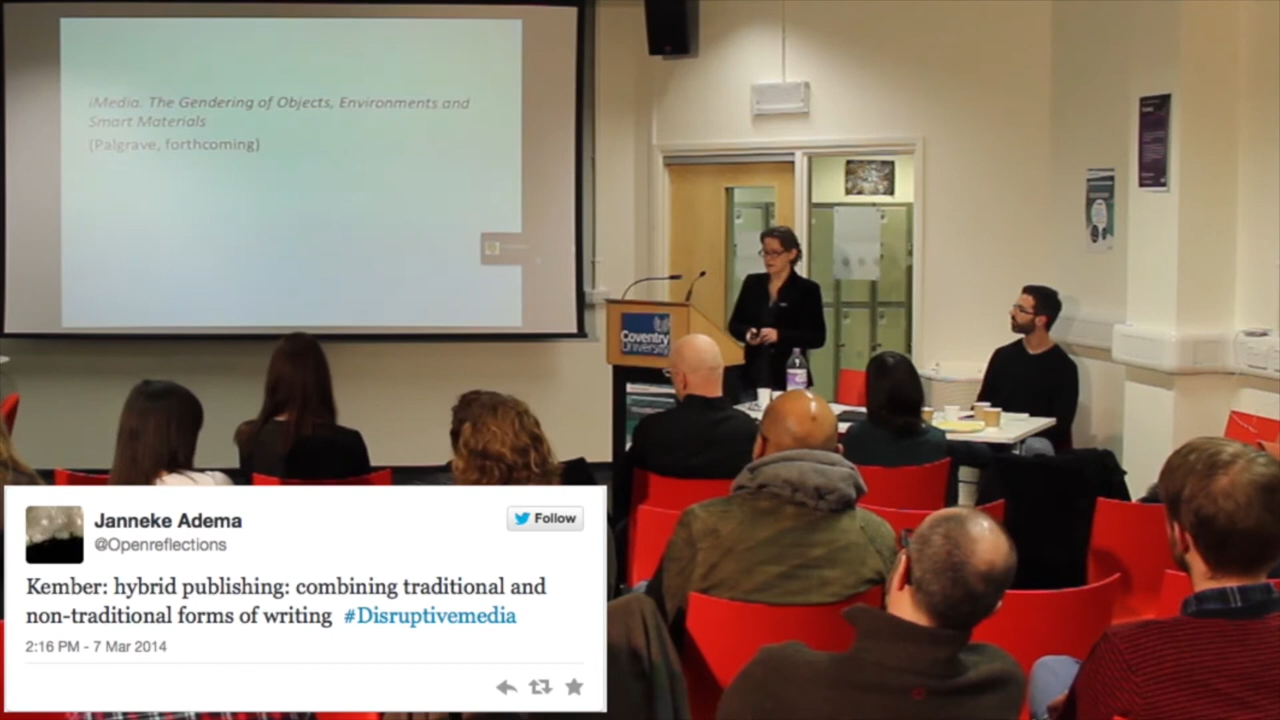 iMedia. The Gendering of Objects, Environments and
Smart Materials
(Palgrave, forthcoming)
Coventry
University
Janneke Adema
@Openreflections
Follow
Kember: hybrid publishing: combining traditional and
non-traditional forms of writing #Disruptivemedia
2:16 PM - 7 Mar 2014